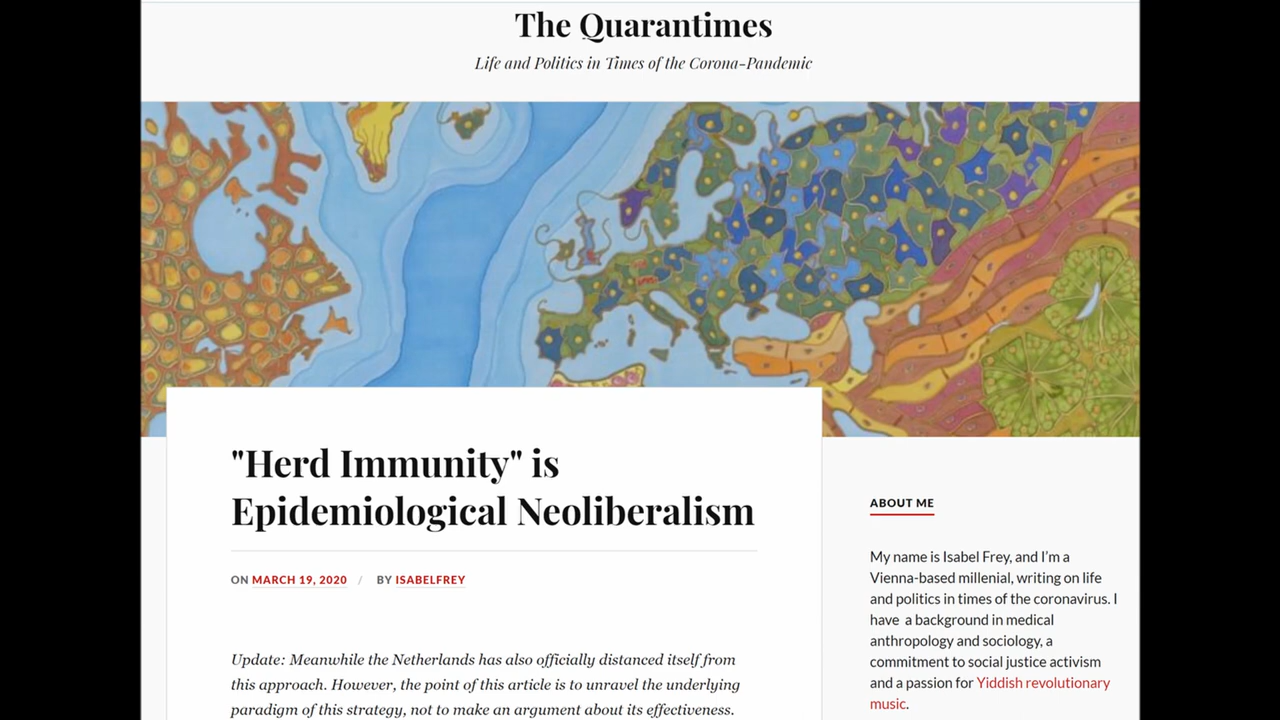 The Quarantimes
Life and Politics in Times of the Corona-Pandemic
"Herd Immunity" is
Epidemiological Neoliberalism
ON MARCH 19, 2020 / BY ISABELFREY
Update: Meanwhile the Netherlands has also officially distanced itself from
this approach. However, the point of this article is to unravel the underlying
paradigm of this strategy, not to make an argument about its effectiveness.
ABOUT ME
My name is Isabel Frey, and I'm a
Vienna-based millenial, writing on life
and politics in times of the coronavirus. I
have  a background in medical
anthropology and sociology, a
commitment to social justice activism
and a passion for Yiddish revolutionary
music.